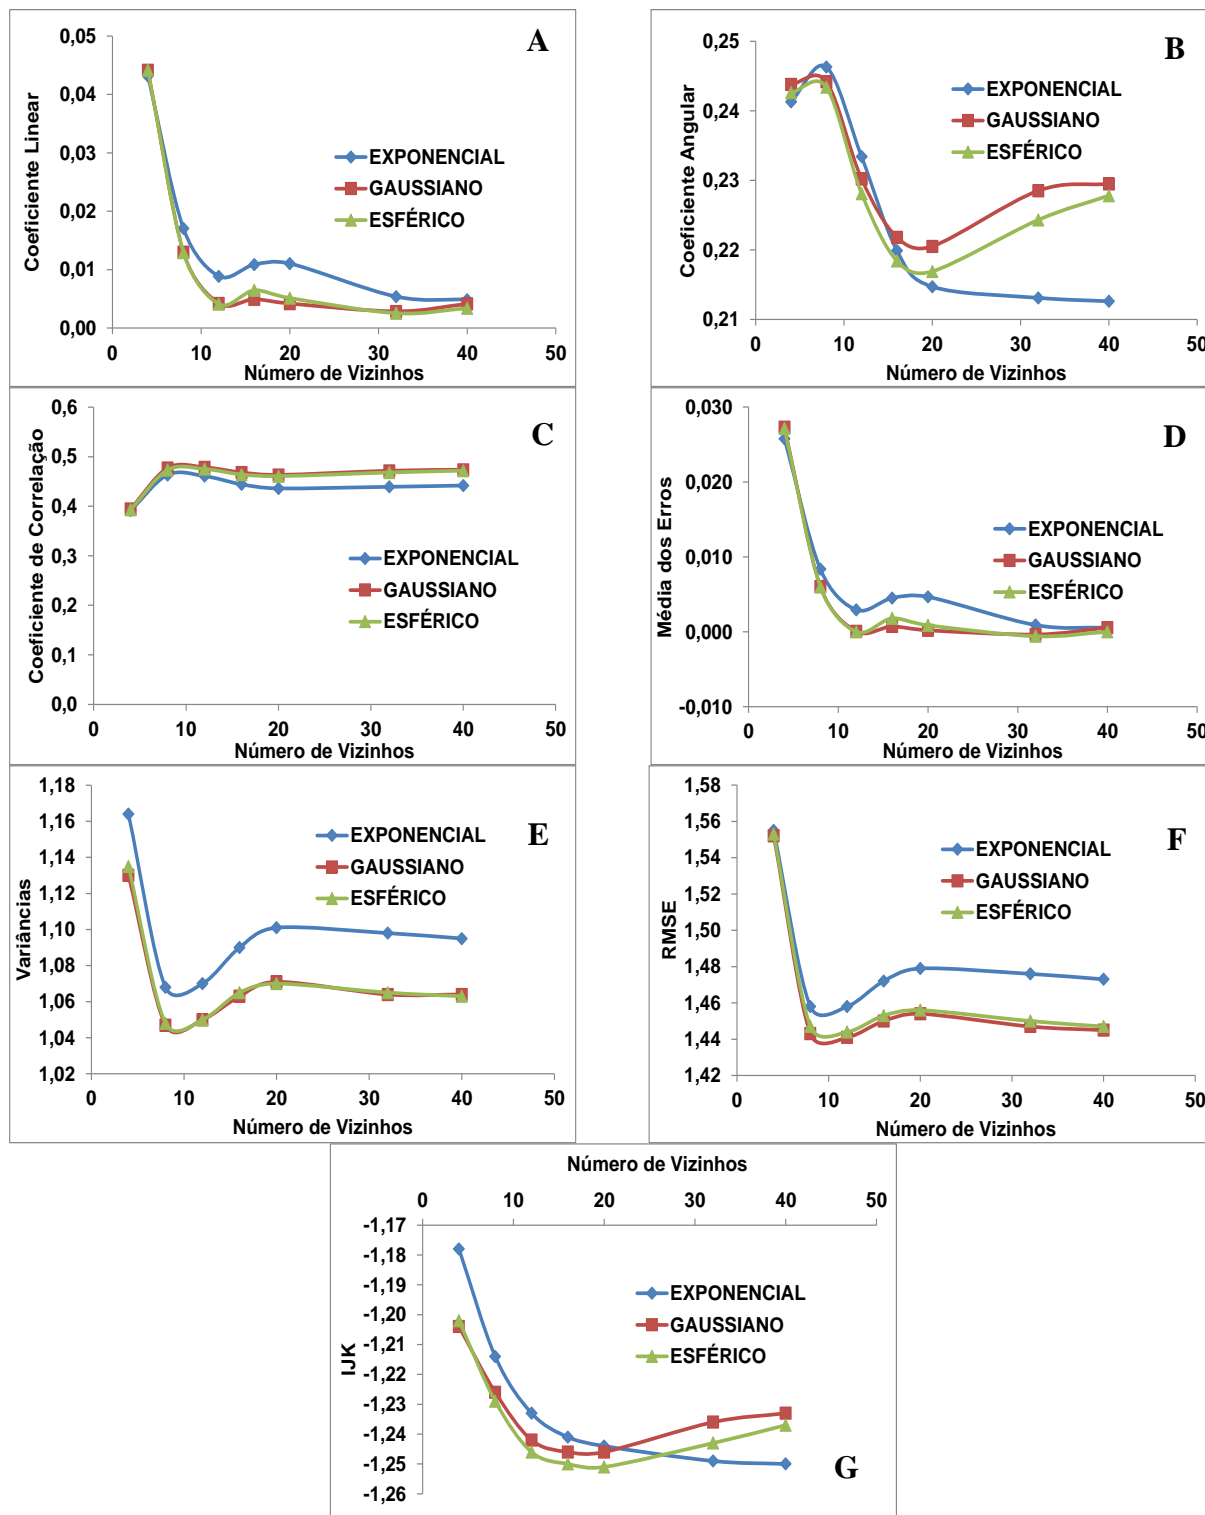 A
0,05
0,04
0,03
0,02
0,01
0,00
Coeficiente Linear
EXPONENCIAL
GAUSSIANO
ESFÉRICO
0 10 20 30 40 50
Número de Vizinhos
B
0,25
0,24
0,23
0,22
0,21
Coeficiente Angular
EXPONENCIAL
GAUSSIANO
ESFÉRICO
0 10 20 30 40 50
Número de Vizinhos
C
0,6
0,5
0,4
0,3
0,2
0,1
0,0
Coeficiente de Correlação
EXPONENCIAL
GAUSSIANO
ESFÉRICO
0 10 20 30 40 50
Número de Vizinhos
D
0,030
0,020
0,010
0,000
-0,010
Média dos Erros
EXPONENCIAL
GAUSSIANO
ESFÉRICO
0 10 20 30 40 50
Número de Vizinhos
E
1,18
1,16
1,14
1,12
1,10
1,08
1,06
1,04
1,02
Variâncias
EXPONENCIAL
GAUSSIANO
ESFÉRICO
0 10 20 30 40 50
Número de Vizinhos
F
1,58
1,56
1,54
1,52
1,50
1,48
1,46
1,44
1,42
RMSE
EXPONENCIAL
GAUSSIANO
ESFÉRICO
0 10 20 30 40 50
Número de Vizinhos
Número de Vizinhos
0 10 20 30 40 50
-1,17
-1,18
-1,19
-1,20
-1,21
-1,22
-1,23
-1,24
-1,25
-1,26
IJK
EXPONENCIAL
GAUSSIANO
ESFÉRICO
G